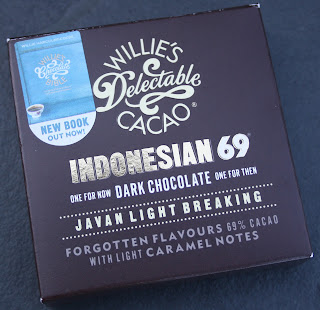 WILLIE'S
Delectable
CACAO®
NEW BOOK
OUT NOW!
INDONESIAN 69
ONE FOR NOW DARK CHOCOLATE ONE FOR THEN
JAVAN LIGHT BREAKING
FORGOTTEN FLAVOURS 69% CACAO
WITH LIGHT CARAMEL NOTES